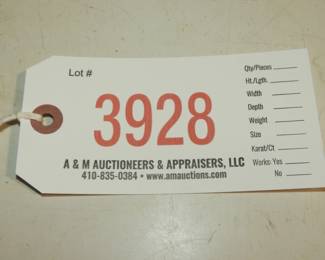 Lot #
3928
A & M AUCTIONEERS & APPRAISERS, LLC
410-835-0384 • www.amauctions.com
Qty/Pieces
Ht./Lgth.
Width
Depth
Weight
Size
Karat/Ct
Works: Yes
No